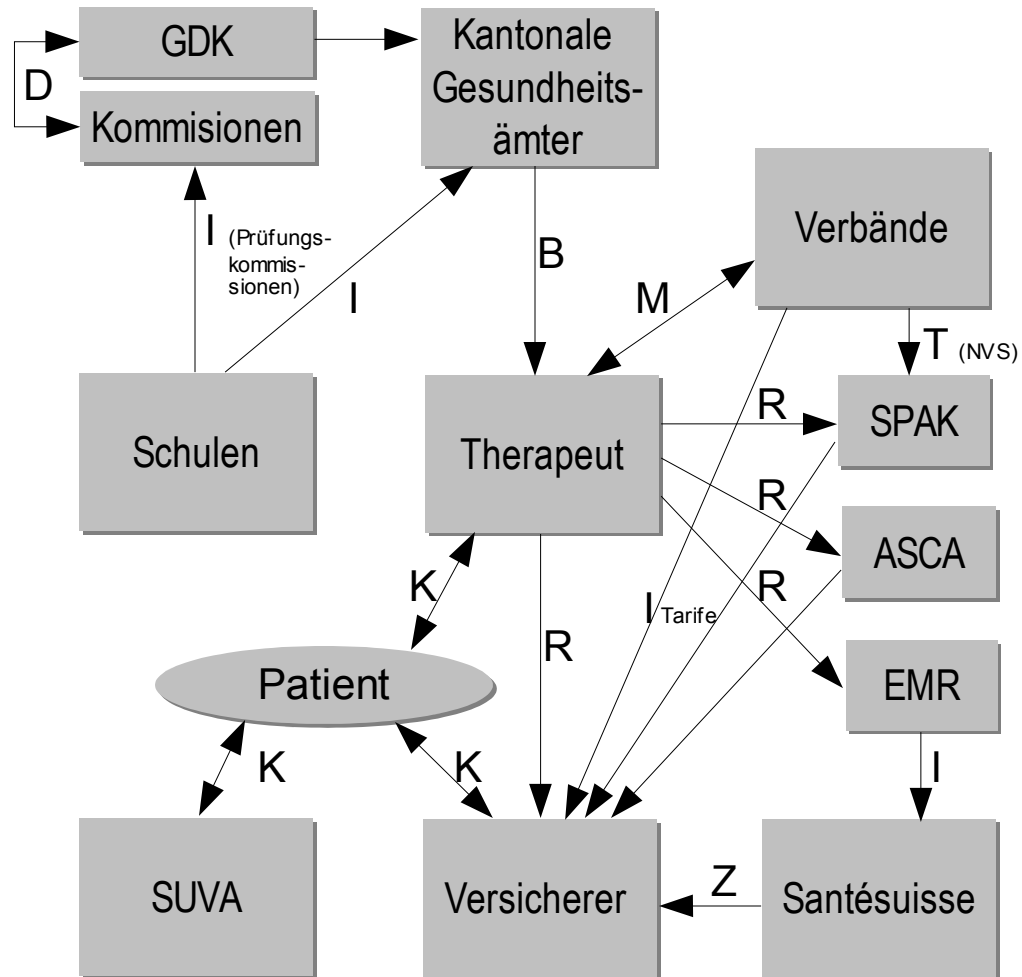 GDK
Kantonale
Gesundheits-
ämter
D
Kommisionen
I (Prüfungs-
kommis-
sionen)
I
B
Verbände
M
T (NVS)
Schulen
Therapeut
R
SPAK
R
ASCA
K
R
I Tarife
R
EMR
Patient
K
K
I
SUVA
Versicherer
Z
Santésuisse